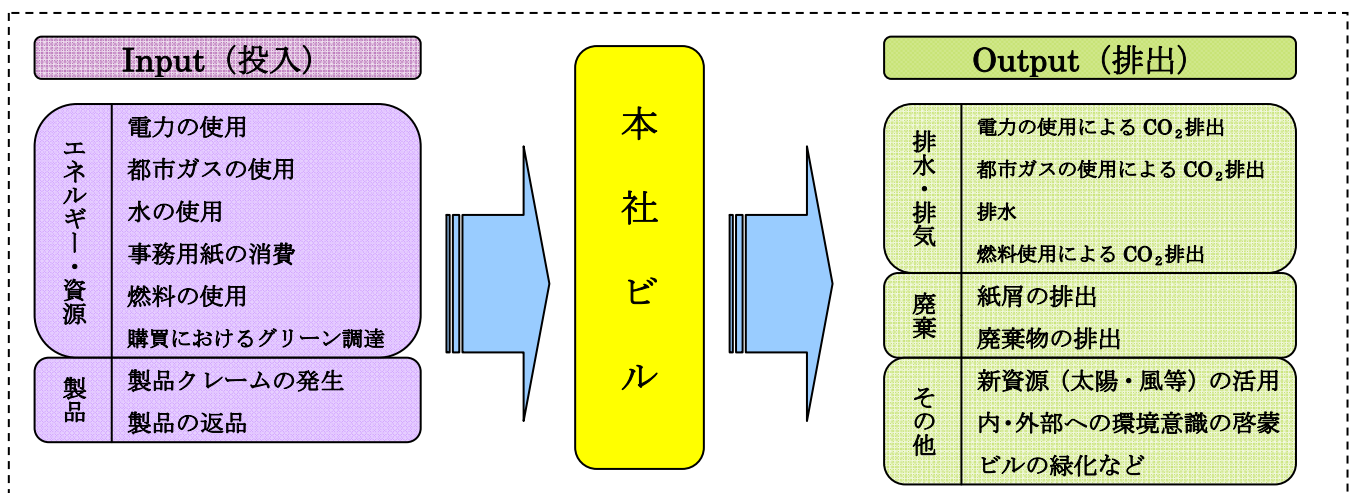 Input（投入）
エネルギー・資源
電力の使用
都市ガスの使用
水の使用
事務用紙の消費
燃料の使用
購買におけるグリーン調達
製品
製品クレームの発生
製品の返品
本社ビル
Output（排出）
排水・排気
電力の使用による CO₂排出
都市ガスの使用による CO₂排出
排水
燃料使用による CO₂排出
廃棄
紙屑の排出
廃棄物の排出
その他
新資源（太陽・風等）の活用
内・外部への環境意識の啓蒙
ビルの緑化など